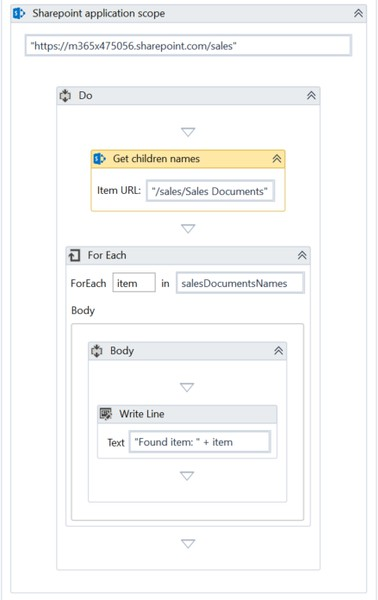 Sharepoint application scope
"https://m365x475056.sharepoint.com/sales"
Do
Get children names
Item URL: "/sales/Sales Documents"
For Each
ForEach item in salesDocumentsNames
Body
Body
Write Line
Text "Found item: " + item